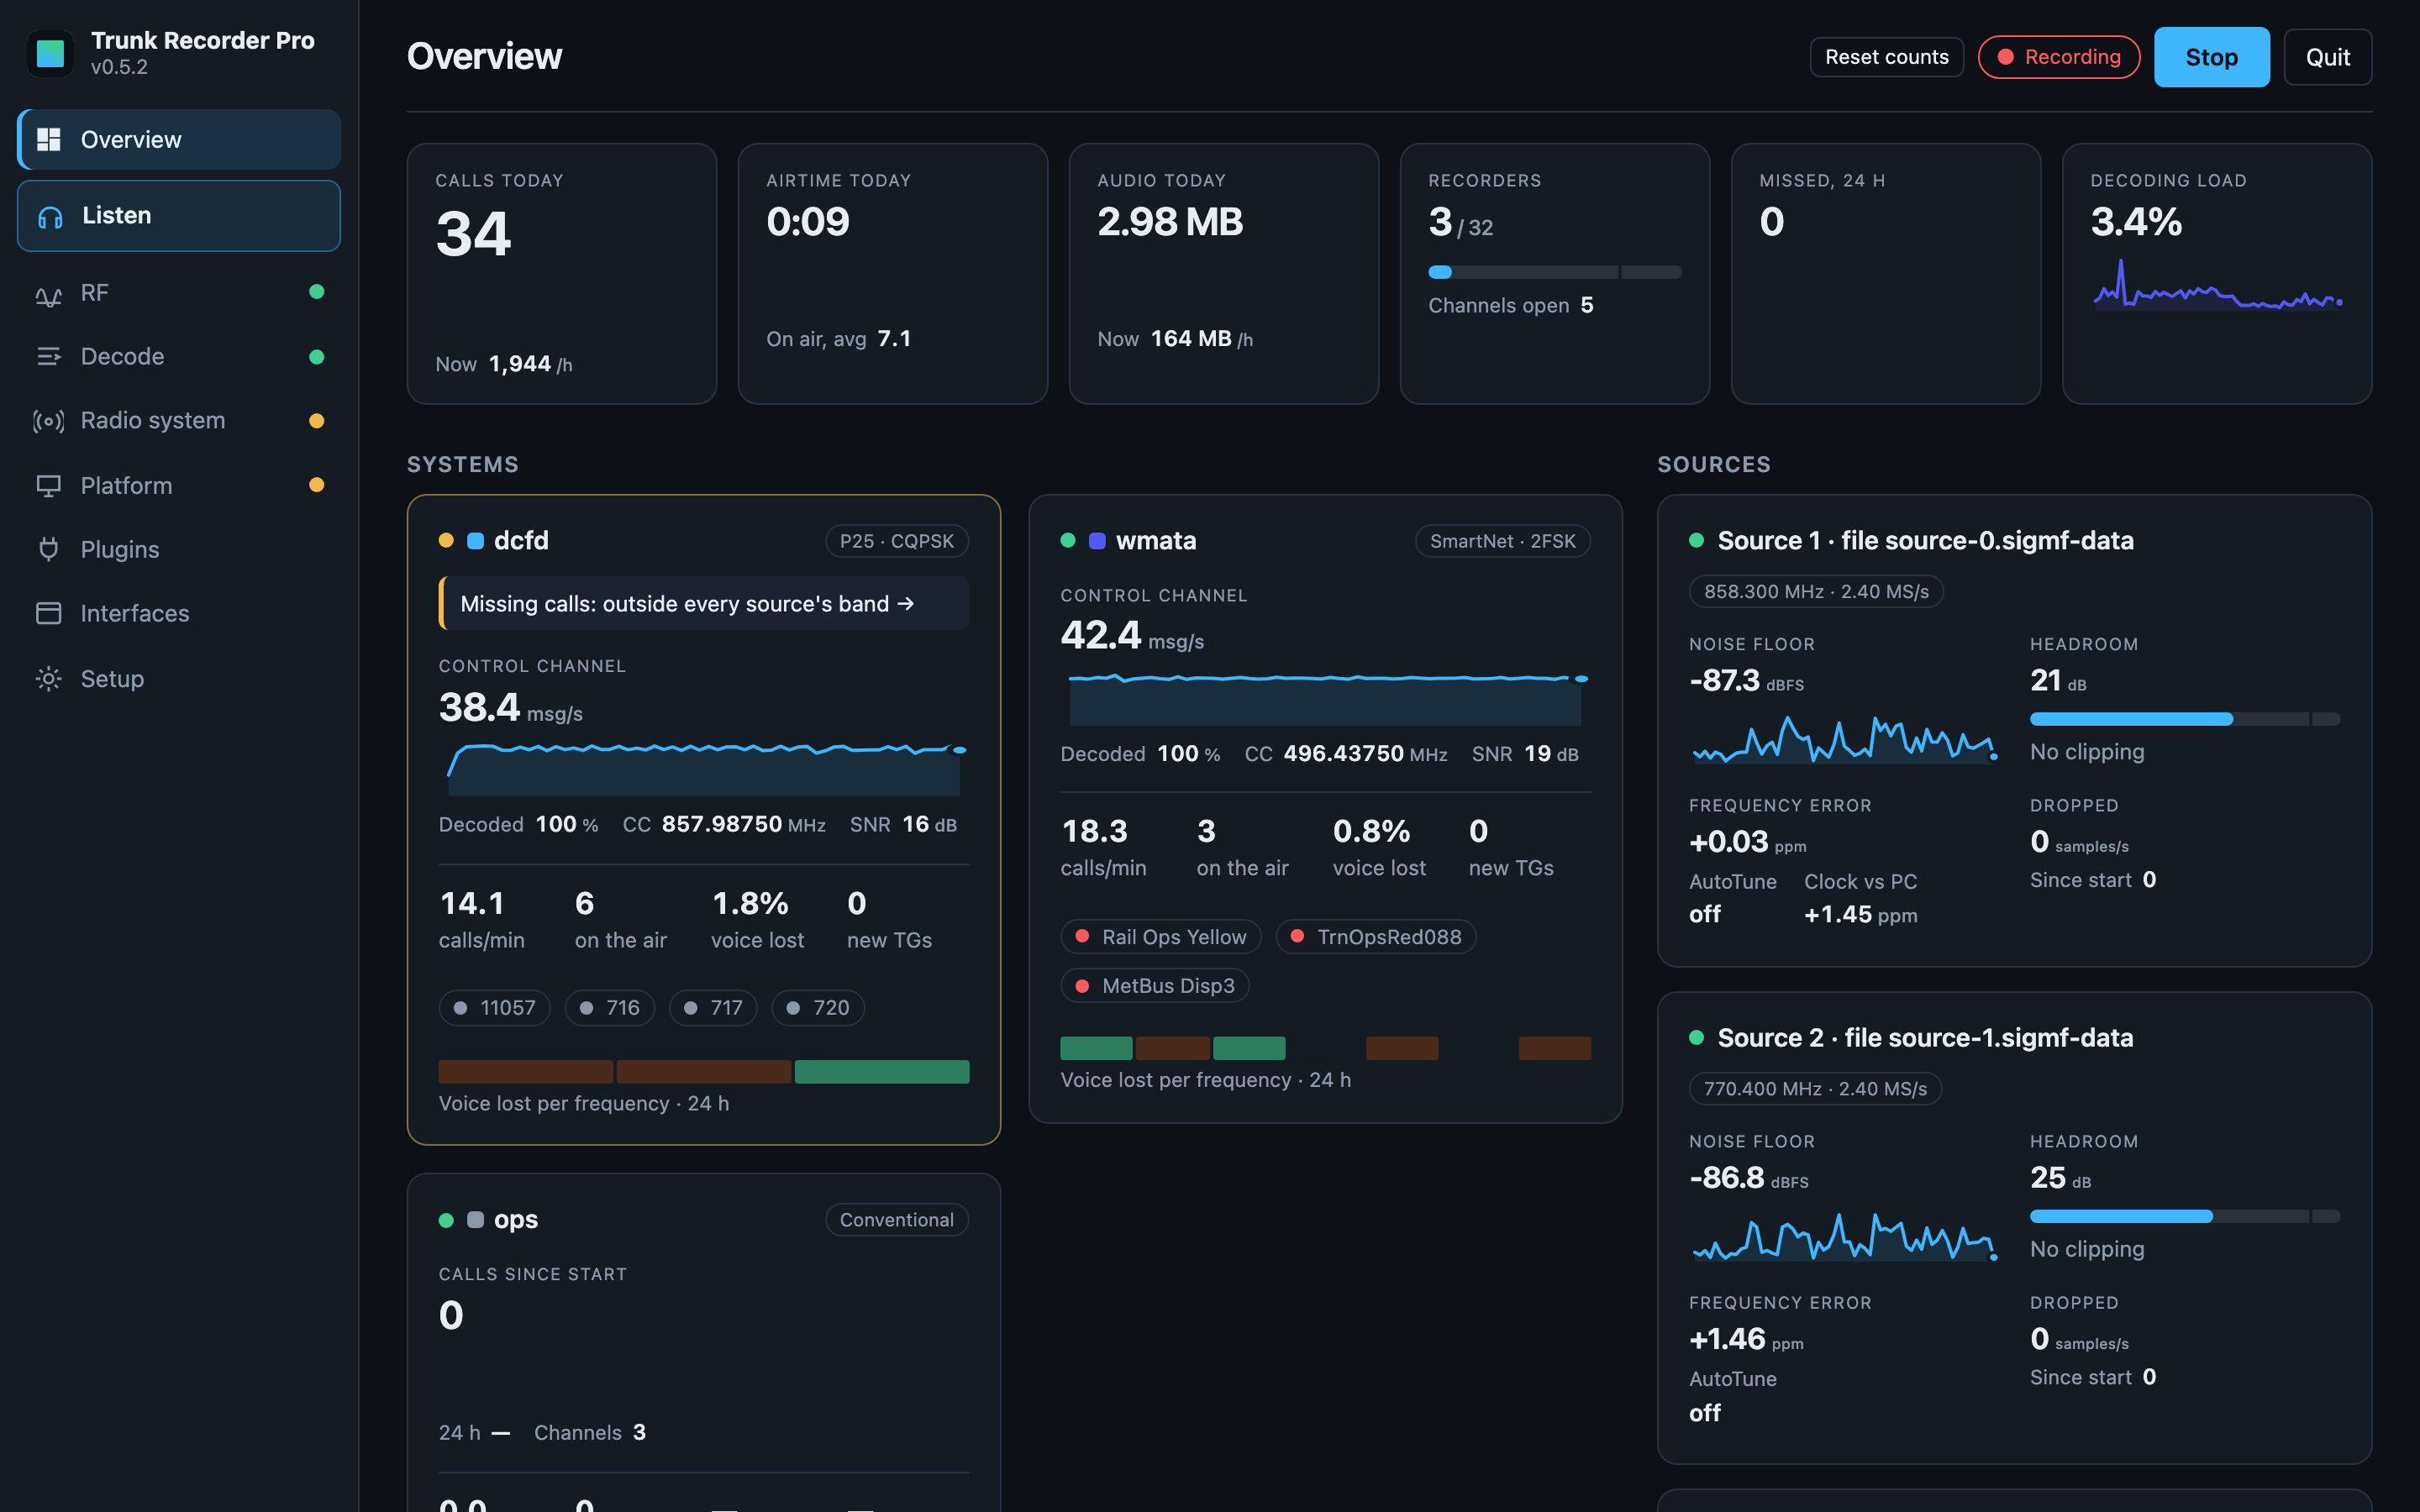 Trunk Recorder Pro
v0.5.2
Overview
Listen
RF
Decode
Radio system
Platform
Plugins
Interfaces
Setup
Overview
Reset counts
Recording
Stop
Quit
CALLS TODAY
34
Now 1,944 /h
AIRTIME TODAY
0:09
On air, avg 7.1
AUDIO TODAY
2.98 MB
Now 164 MB /h
RECORDERS
3 / 32
Channels open 5
MISSED, 24 H
0
DECODING LOAD
3.4%
SYSTEMS
dcfd
P25 · CQPSK
Missing calls: outside every source's band →
CONTROL CHANNEL
38.4 msg/s
Decoded 100 % CC 857.98750 MHz SNR 16 dB
14.1 6 1.8% 0
calls/min on the air voice lost new TGs
11057 716 717 720
Voice lost per frequency · 24 h
wmata
SmartNet · 2FSK
CONTROL CHANNEL
42.4 msg/s
Decoded 100 % CC 496.43750 MHz SNR 19 dB
18.3 3 0.8% 0
calls/min on the air voice lost new TGs
Rail Ops Yellow TrnOpsRed088
MetBus Disp3
Voice lost per frequency · 24 h
ops
Conventional
CALLS SINCE START
0
24 h — Channels 3
0.0 0 — —
SOURCES
Source 1 · file source-0.sigmf-data
858.300 MHz · 2.40 MS/s
NOISE FLOOR HEADROOM
-87.3 dBFS 21 dB
No clipping
FREQUENCY ERROR DROPPED
+0.03 ppm 0 samples/s
AutoTune Clock vs PC Since start 0
off +1.45 ppm
Source 2 · file source-1.sigmf-data
770.400 MHz · 2.40 MS/s
NOISE FLOOR HEADROOM
-86.8 dBFS 25 dB
No clipping
FREQUENCY ERROR DROPPED
+1.46 ppm 0 samples/s
AutoTune Since start 0
off